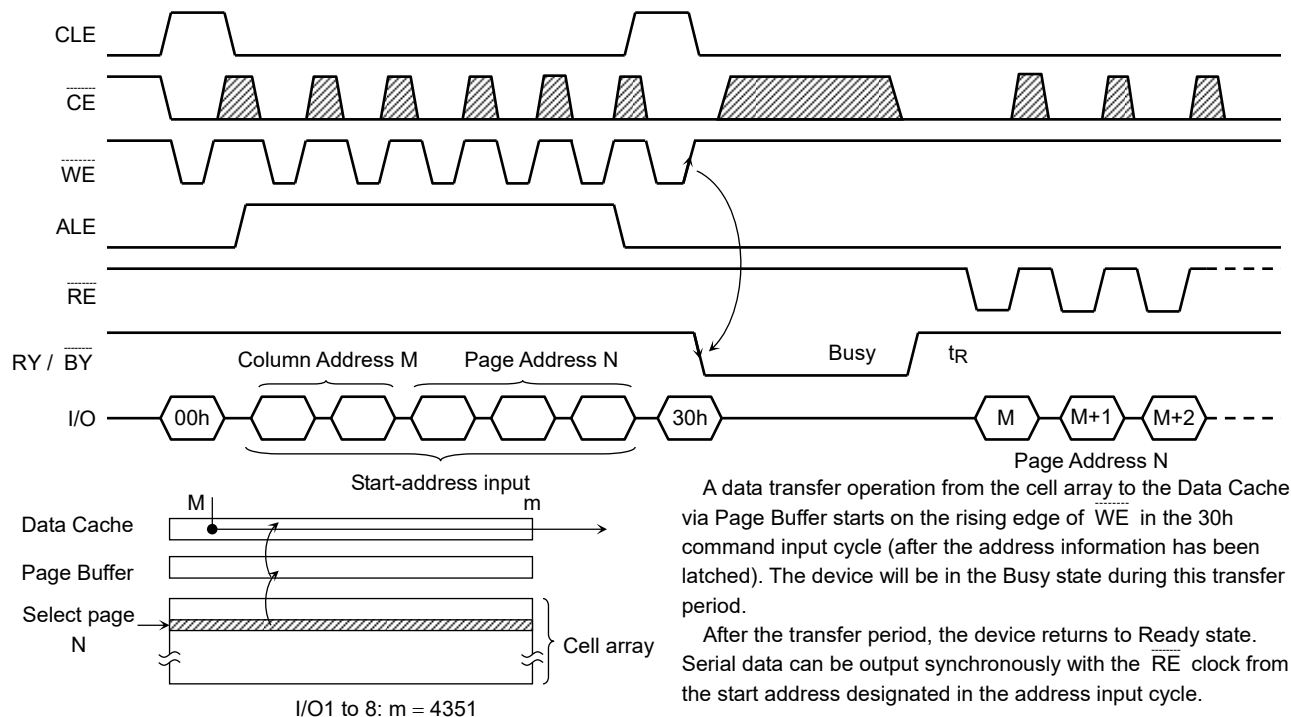 CLE
CE
WE
ALE
RE
RY / BY
Busy
tR
Column Address M
Page Address N
I/O
00h
30h
M
M+1
M+2
Start-address input
Page Address N
M
m
Data Cache
Page Buffer
Select page
N
Cell array
I/O1 to 8: m = 4351
A data transfer operation from the cell array to the Data Cache
via Page Buffer starts on the rising edge of WE in the 30h
command input cycle (after the address information has been
latched). The device will be in the Busy state during this transfer
period.
After the transfer period, the device returns to Ready state.
Serial data can be output synchronously with the RE clock from
the start address designated in the address input cycle.